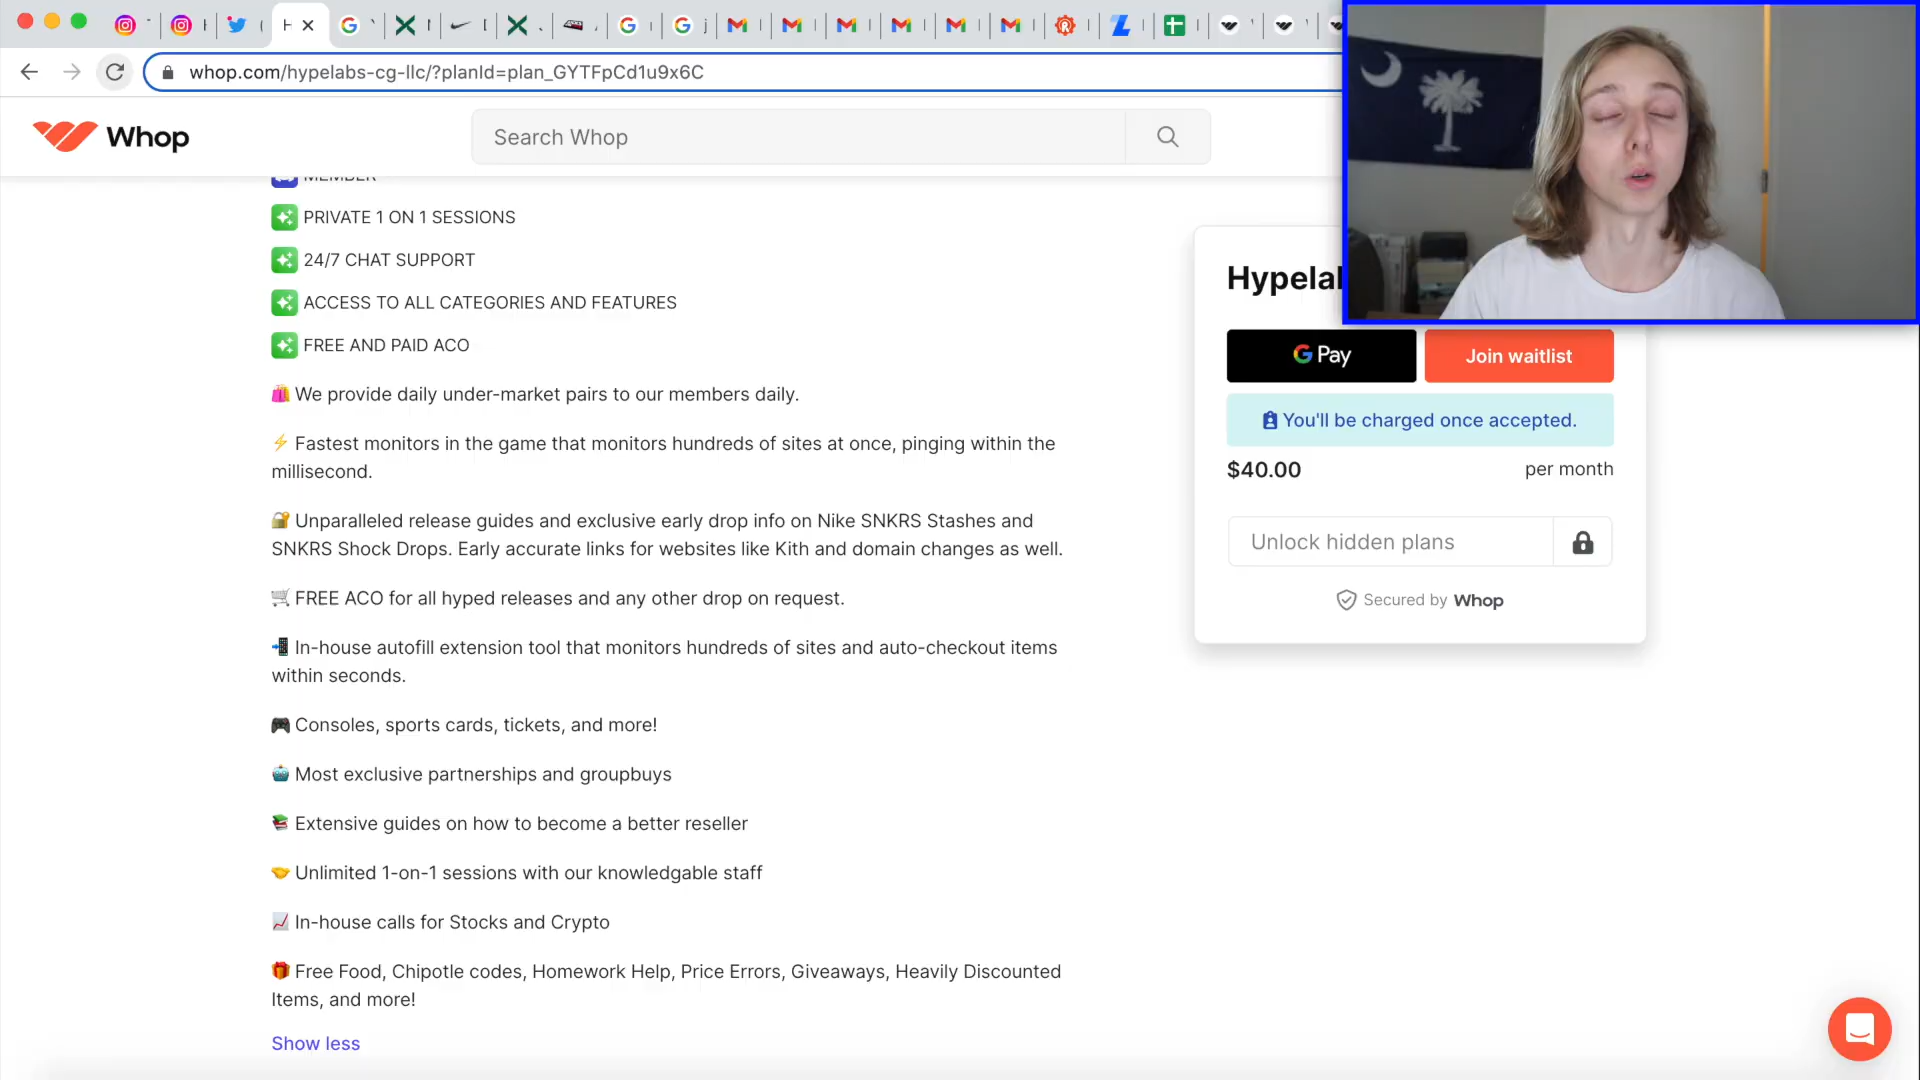 whop.com/hypelabs-cg-llc/?planId=plan_GYTFpCd1u9x6C
Whop
Search Whop
MEMBER
PRIVATE 1 ON 1 SESSIONS
24/7 CHAT SUPPORT
ACCESS TO ALL CATEGORIES AND FEATURES
FREE AND PAID ACO
We provide daily under-market pairs to our members daily.
Fastest monitors in the game that monitors hundreds of sites at once, pinging within the
millisecond.
Unparalleled release guides and exclusive early drop info on Nike SNKRS Stashes and
SNKRS Shock Drops. Early accurate links for websites like Kith and domain changes as well.
FREE ACO for all hyped releases and any other drop on request.
In-house autofill extension tool that monitors hundreds of sites and auto-checkout items
within seconds.
Consoles, sports cards, tickets, and more!
Most exclusive partnerships and groupbuys
Extensive guides on how to become a better reseller
Unlimited 1-on-1 sessions with our knowledgable staff
In-house calls for Stocks and Crypto
Free Food, Chipotle codes, Homework Help, Price Errors, Giveaways, Heavily Discounted
Items, and more!
Show less
G Pay
Join waitlist
You'll be charged once accepted.
$40.00 per month
Unlock hidden plans
Secured by Whop